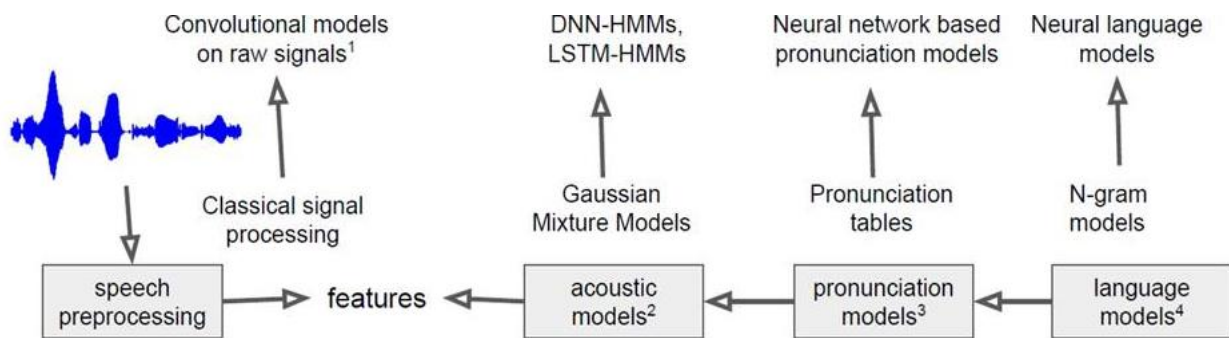 Convolutional models
on raw signals¹
DNN-HMMs,
LSTM-HMMs
Neural network based
pronunciation models
Neural language
models
Classical signal
processing
Gaussian
Mixture Models
Pronunciation
tables
N-gram
models
speech
preprocessing
features
acoustic
models²
pronunciation
models³
language
models⁴